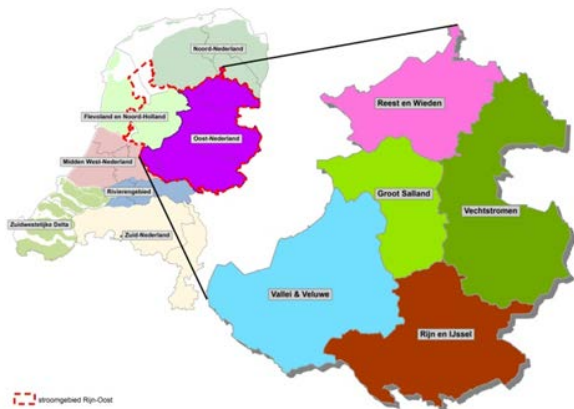 Noord-Nederland
Flevoland en Noord-Holland
Oost-Nederland
Midden West-Nederland
Rivierengebied
Zuidwestelijke Delta
Zuid-Nederland
Reest en Wieden
Groot Salland
Vechtstromen
Vallei & Veluwe
Rijn en IJssel
stroomgebied Rijn-Oost